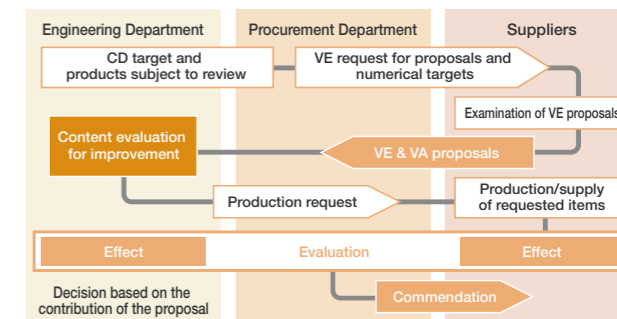 Engineering Department
Procurement Department
Suppliers
CD target and
products subject to review
VE request for proposals and
numerical targets
Examination of VE proposals
Content evaluation
for improvement
VE & VA proposals
Production request
Production/supply
of requested items
Effect
Evaluation
Effect
Decision based on the
contribution of the proposal
Commendation